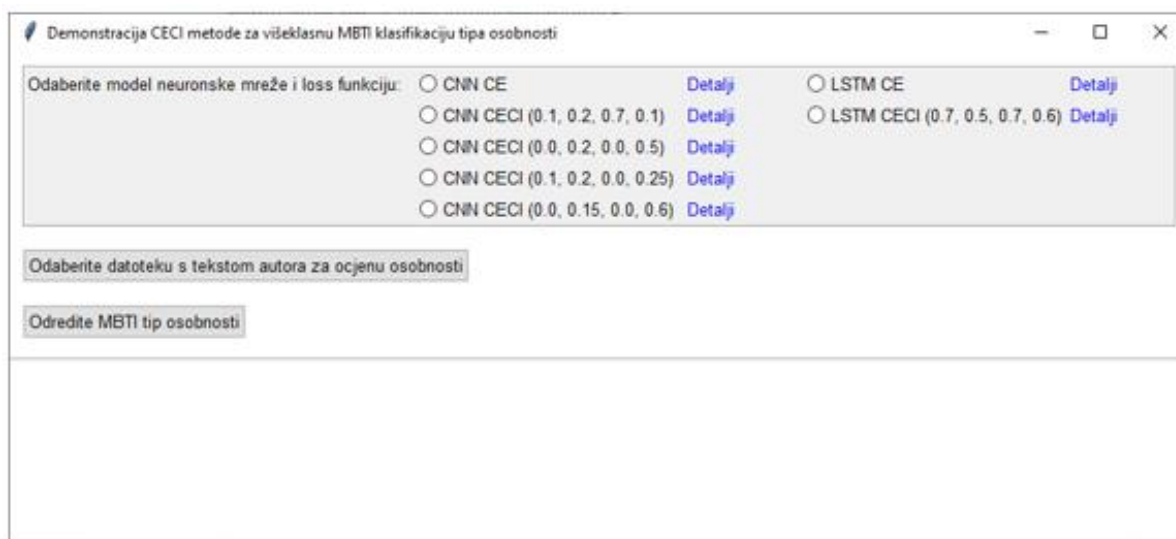 Demonstracija CECI metode za višeklasnu MBTI klasifikaciju tipa osobnosti
Odaberite model neuronske mreže i loss funkciju: CNN CE Detalji LSTM CE Detalji
CNN CECI (0.1, 0.2, 0.7, 0.1) Detalji LSTM CECI (0.7, 0.5, 0.7, 0.6) Detalji
CNN CECI (0.0, 0.2, 0.0, 0.5) Detalji
CNN CECI (0.1, 0.2, 0.0, 0.25) Detalji
CNN CECI (0.0, 0.15, 0.0, 0.6) Detalji
Odaberite datoteku s tekstom autora za ocjenu osobnosti
Odredite MBTI tip osobnosti